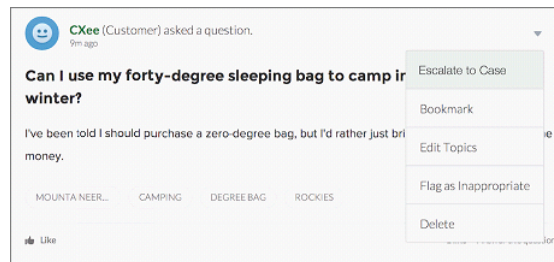 CXee (Customer) asked a question.
9m ago
Can I use my forty-degree sleeping bag to camp in
winter?
I've been told I should purchase a zero-degree bag, but I'd rather just bri
money.
MOUNTA NEER... CAMPING DEGREE BAG ROCKIES
Like
Escalate to Case
Bookmark
Edit Topics
Flag as Inappropriate
Delete